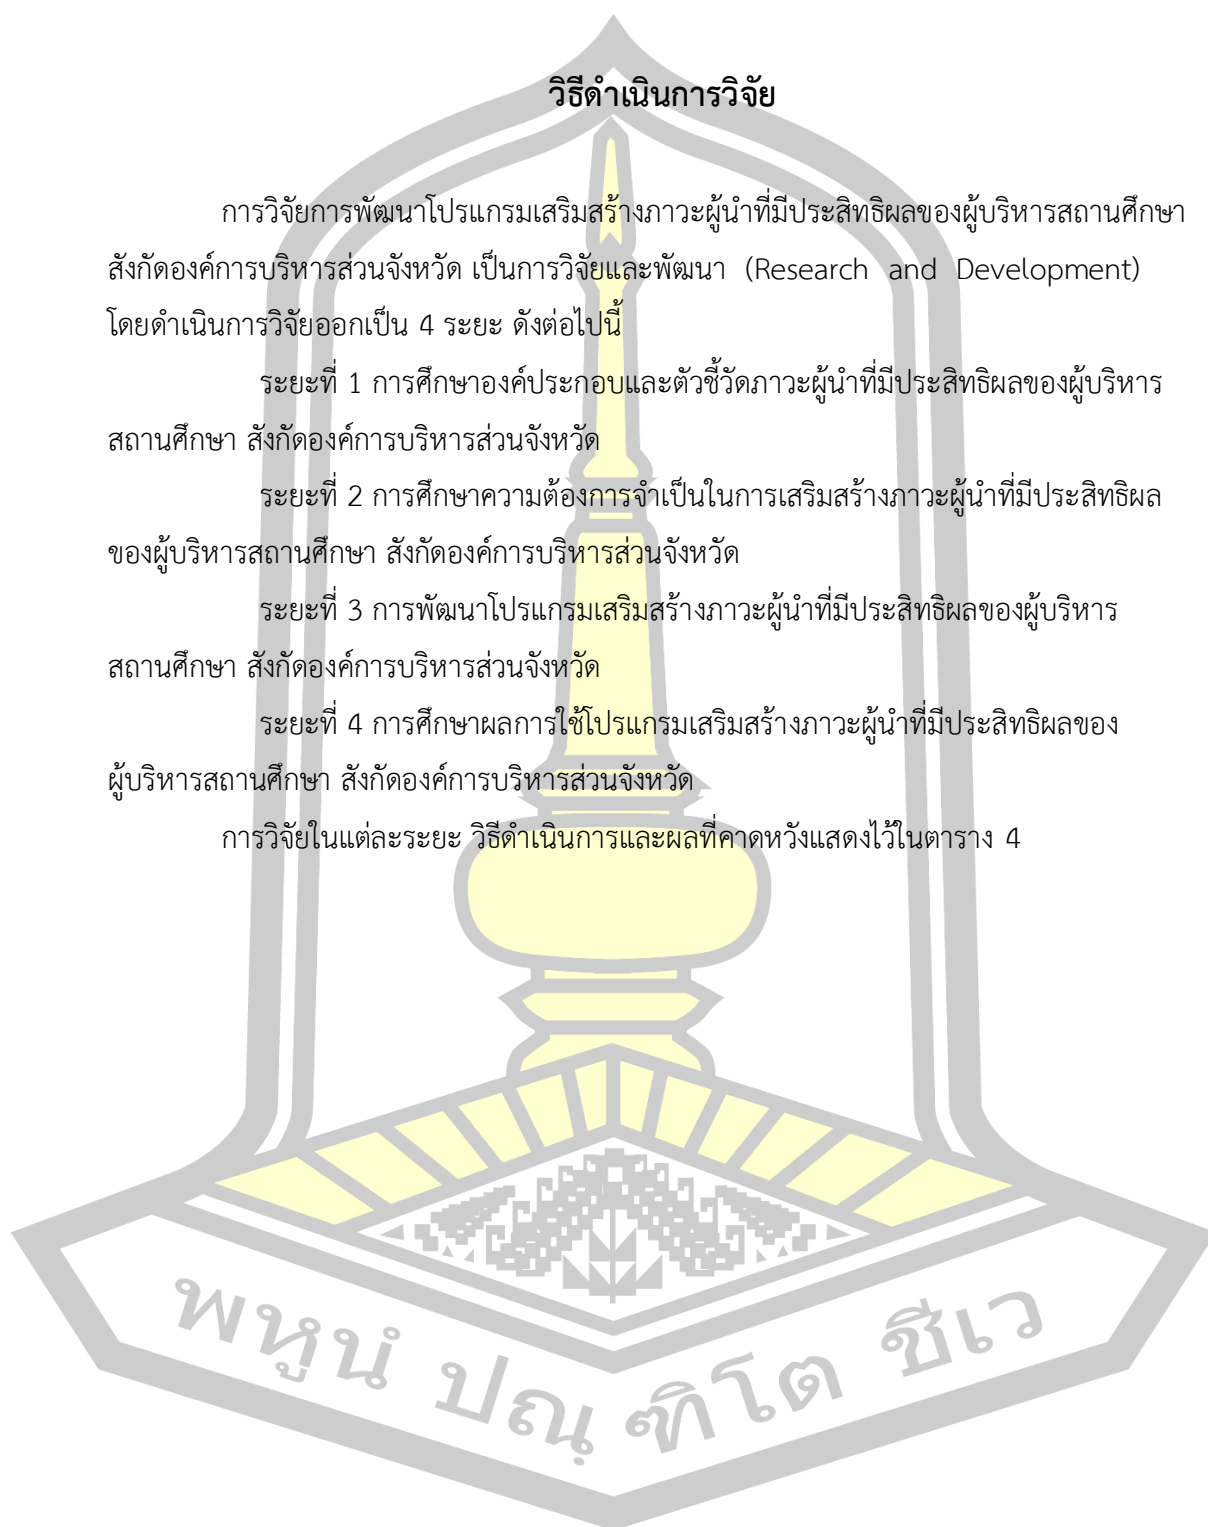 วิธีดำเนินการวิจัย
การวิจัยการพัฒนาโปรแกรมเสริมสร้างภาวะผู้นำที่มีประสิทธิผลของผู้บริหารสถานศึกษา
สังกัดองค์การบริหารส่วนจังหวัด เป็นการวิจัยและพัฒนา (Research and Development)
โดยดำเนินการวิจัยออกเป็น 4 ระยะ ดังต่อไปนี้
ระยะที่ 1 การศึกษาองค์ประกอบและตัวชี้วัดภาวะผู้นำที่มีประสิทธิผลของผู้บริหาร
สถานศึกษา สังกัดองค์การบริหารส่วนจังหวัด
ระยะที่ 2 การศึกษาความต้องการจำเป็นในการเสริมสร้างภาวะผู้นำที่มีประสิทธิผล
ของผู้บริหารสถานศึกษา สังกัดองค์การบริหารส่วนจังหวัด
ระยะที่ 3 การพัฒนาโปรแกรมเสริมสร้างภาวะผู้นำที่มีประสิทธิผลของผู้บริหาร
สถานศึกษา สังกัดองค์การบริหารส่วนจังหวัด
ระยะที่ 4 การศึกษาผลการใช้โปรแกรมเสริมสร้างภาวะผู้นำที่มีประสิทธิผลของ
ผู้บริหารสถานศึกษา สังกัดองค์การบริหารส่วนจังหวัด
การวิจัยในแต่ละระยะ วิธีดำเนินการและผลที่คาดหวังแสดงไว้ในตาราง 4
พหูนํ ปณฺฑิโต ชีเว